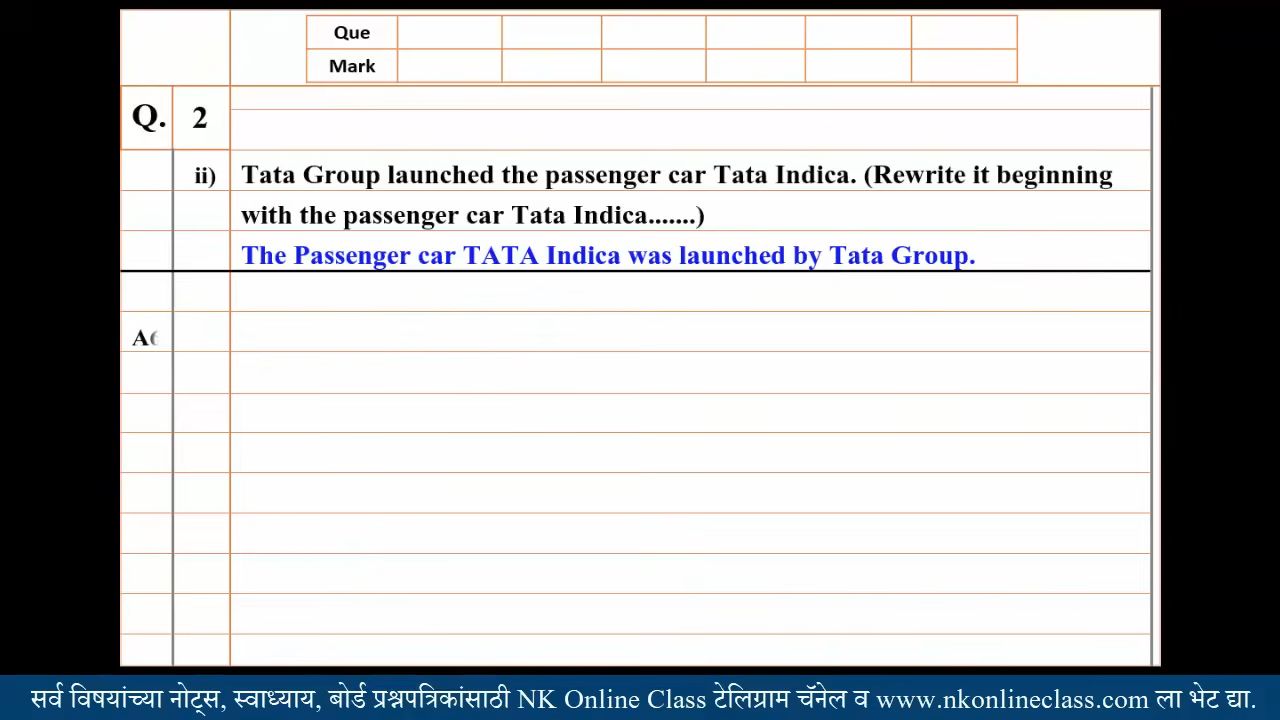 Que
Mark
Q. 2
ii) Tata Group launched the passenger car Tata Indica. (Rewrite it beginning
with the passenger car Tata Indica.......)
The Passenger car TATA Indica was launched by Tata Group.
सर्व विषयांच्या नोट्स, स्वाध्याय, बोर्ड प्रश्नपत्रिकांसाठी NK Online Class टेलिग्राम चॅनेल व www.nkonlineclass.com ला भेट द्या.